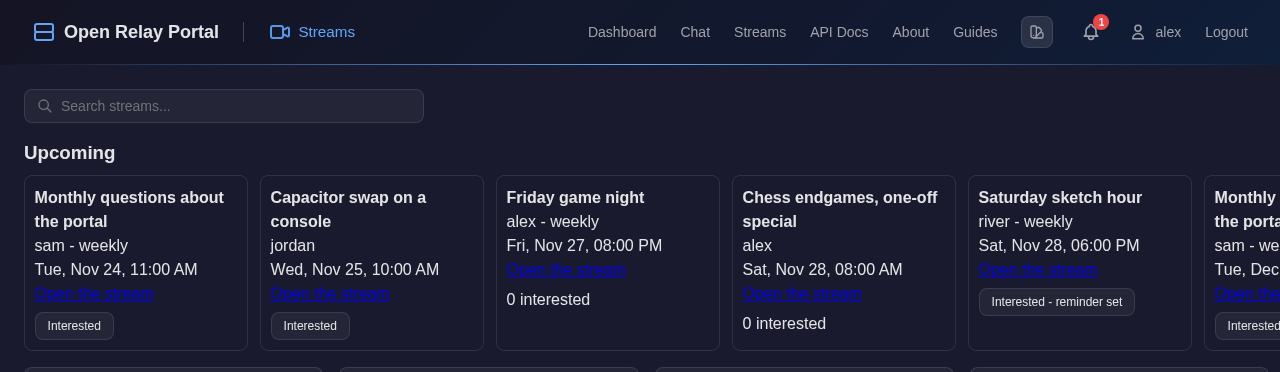 Open Relay Portal
Streams
Dashboard
Chat
Streams
API Docs
About
Guides
1
alex
Logout
Search streams...
Upcoming
Monthly questions about
the portal
sam - weekly
Tue, Nov 24, 11:00 AM
Open the stream
Interested
Capacitor swap on a
console
jordan
Wed, Nov 25, 10:00 AM
Open the stream
Interested
Friday game night
alex - weekly
Fri, Nov 27, 08:00 PM
Open the stream
0 interested
Chess endgames, one-off
special
alex
Sat, Nov 28, 08:00 AM
Open the stream
0 interested
Saturday sketch hour
river - weekly
Sat, Nov 28, 06:00 PM
Open the stream
Interested - reminder set
Monthly
the porta
sam - we
Tue, Dec
Open the
Interested